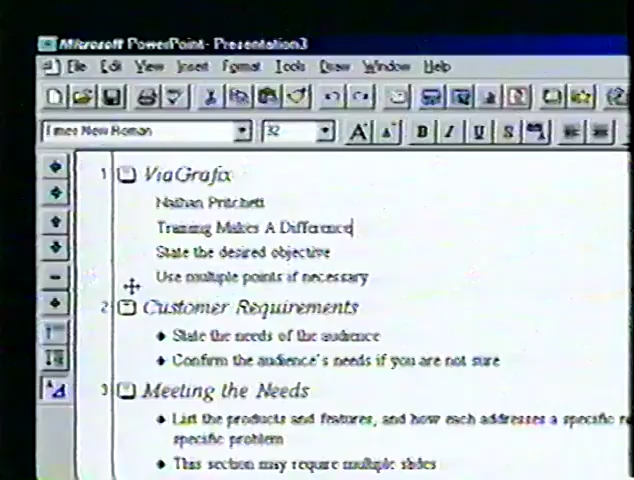 Microsoft PowerPoint - Presentation3
File Edit View Insert Format Tools Draw Window Help
Times New Roman 32 A A B I U S
1 ViaGrafix
Nathan Pritchett
Training Makes A Difference
State the desired objective
Use multiple points if necessary
2 Customer Requirements
State the needs of the audience
Confirm the audience's needs if you are not sure
3 Meeting the Needs
List the products and features, and how each addresses a specific
specific problem
This section may require multiple slides